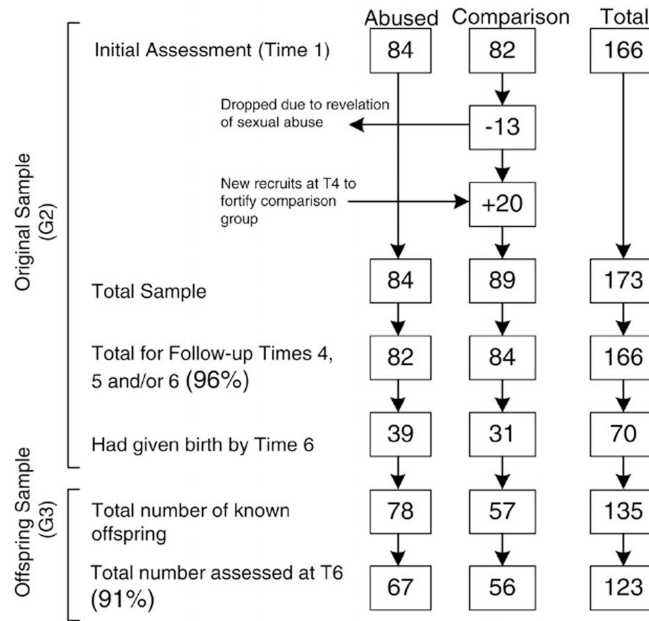 Abused Comparison Total
Initial Assessment (Time 1) 84 82 166
Dropped due to revelation
of sexual abuse
-13
New recruits at T4 to
fortify comparison
group
+20
Original Sample
(G2)
Total Sample 84 89 173
Total for Follow-up Times 4,
5 and/or 6 (96%)
82 84 166
Had given birth by Time 6 39 31 70
Offspring Sample
(G3)
Total number of known
offspring
78 57 135
Total number assessed at T6
(91%)
67 56 123